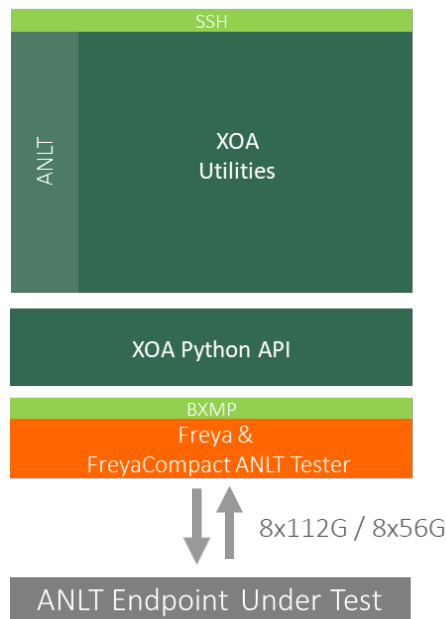 SSH
ANLT
XOA
Utilities
XOA Python API
BXMP
Freya &
FreyaCompact ANLT Tester
8x112G / 8x56G
ANLT Endpoint Under Test